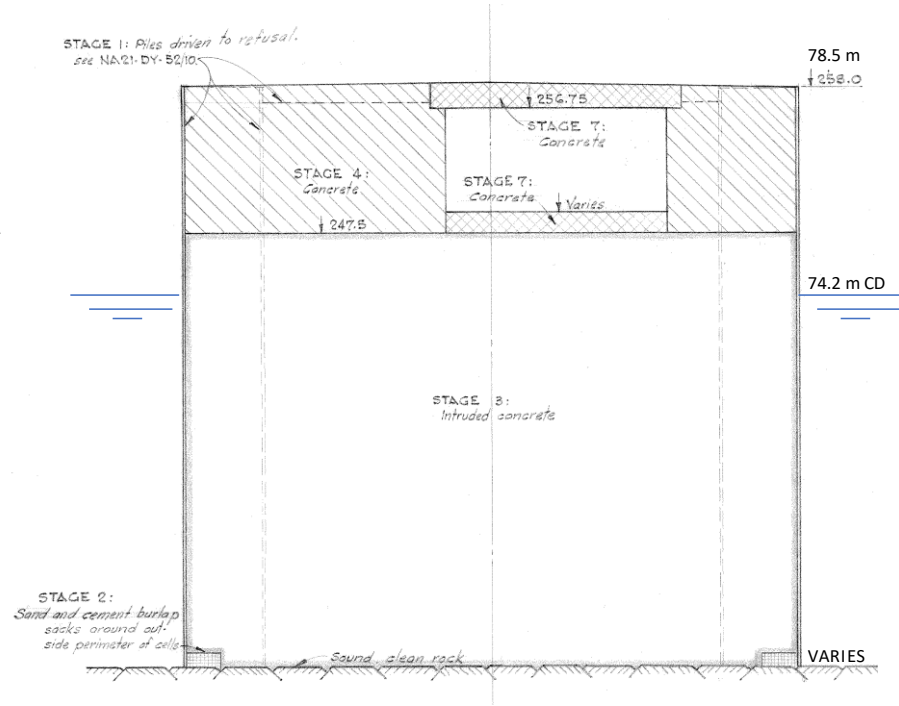 STAGE 1: Piles driven to refusal.
see NA21-DY-52/10.
78.5 m
258.0
256.75
STAGE 7:
Concrete
STAGE 4:
Concrete
STAGE 7:
Concrete
Varies
247.5
74.2 m CD
STAGE 3:
Intruded concrete
STAGE 2:
Sand and cement burlap
sacks around out-
side perimeter of cells
Sound, clean rock
VARIES